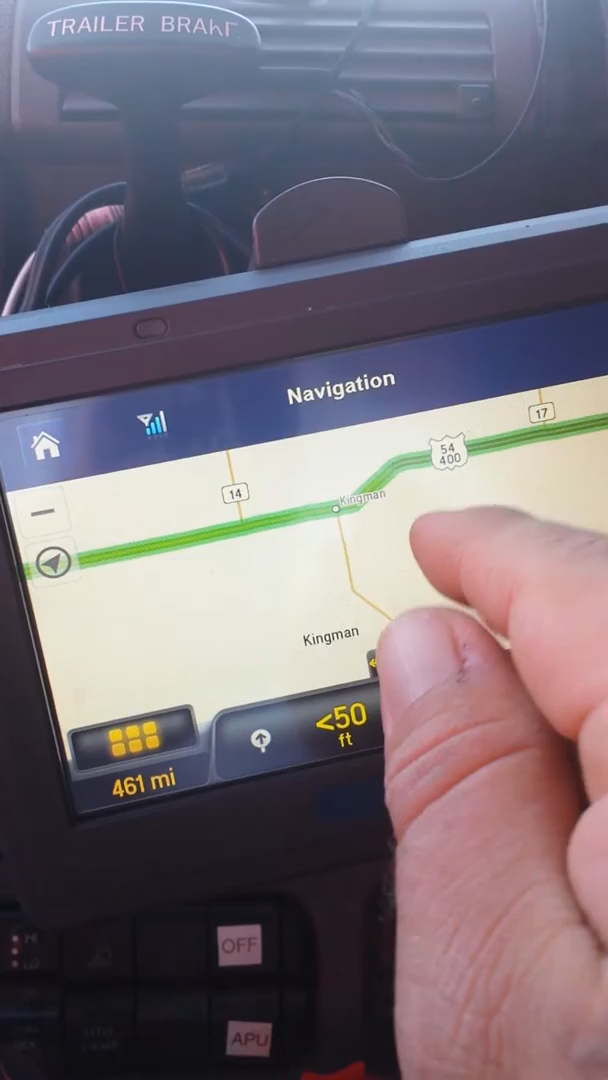 TRAILER BRAKE
Navigation
17
54
400
14
Kingman
Kingman
<50
ft
461 mi
OFF
APU